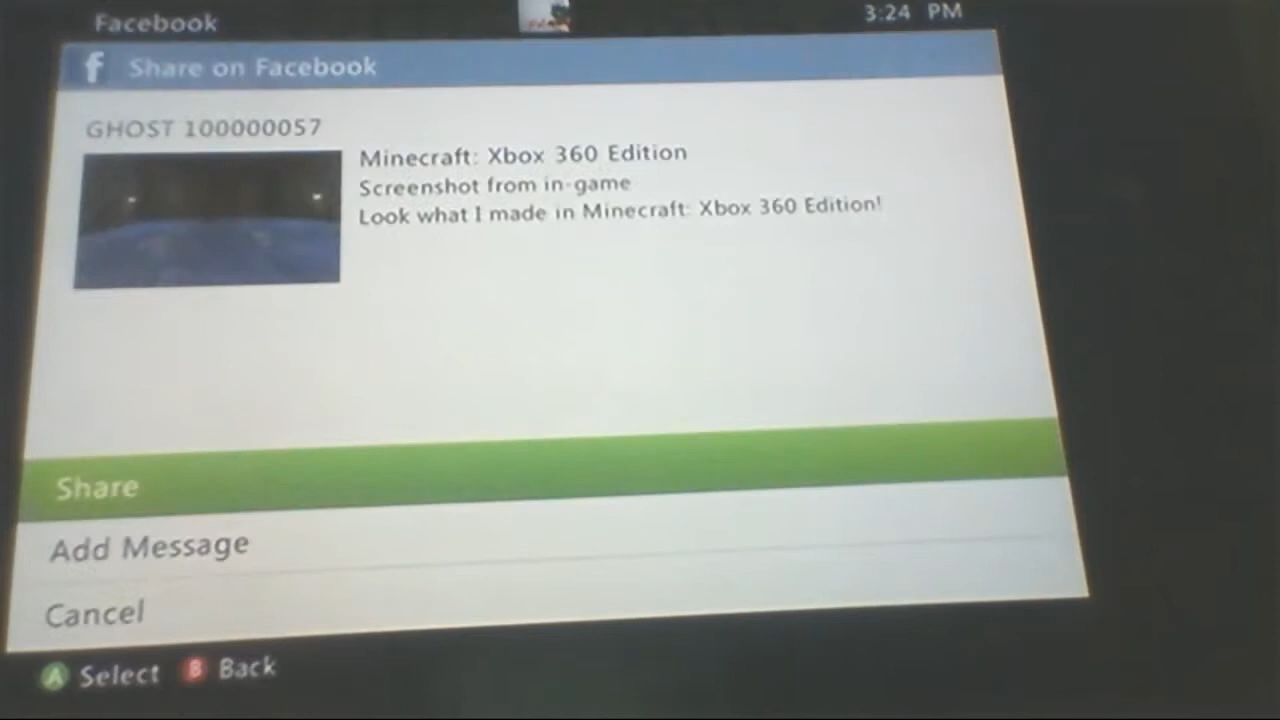 Facebook
3:24 PM
f Share on Facebook
GHOST 100000057
Minecraft: Xbox 360 Edition
Screenshot from in-game
Look what I made in Minecraft: Xbox 360 Edition!
Share
Add Message
Cancel
A Select B Back